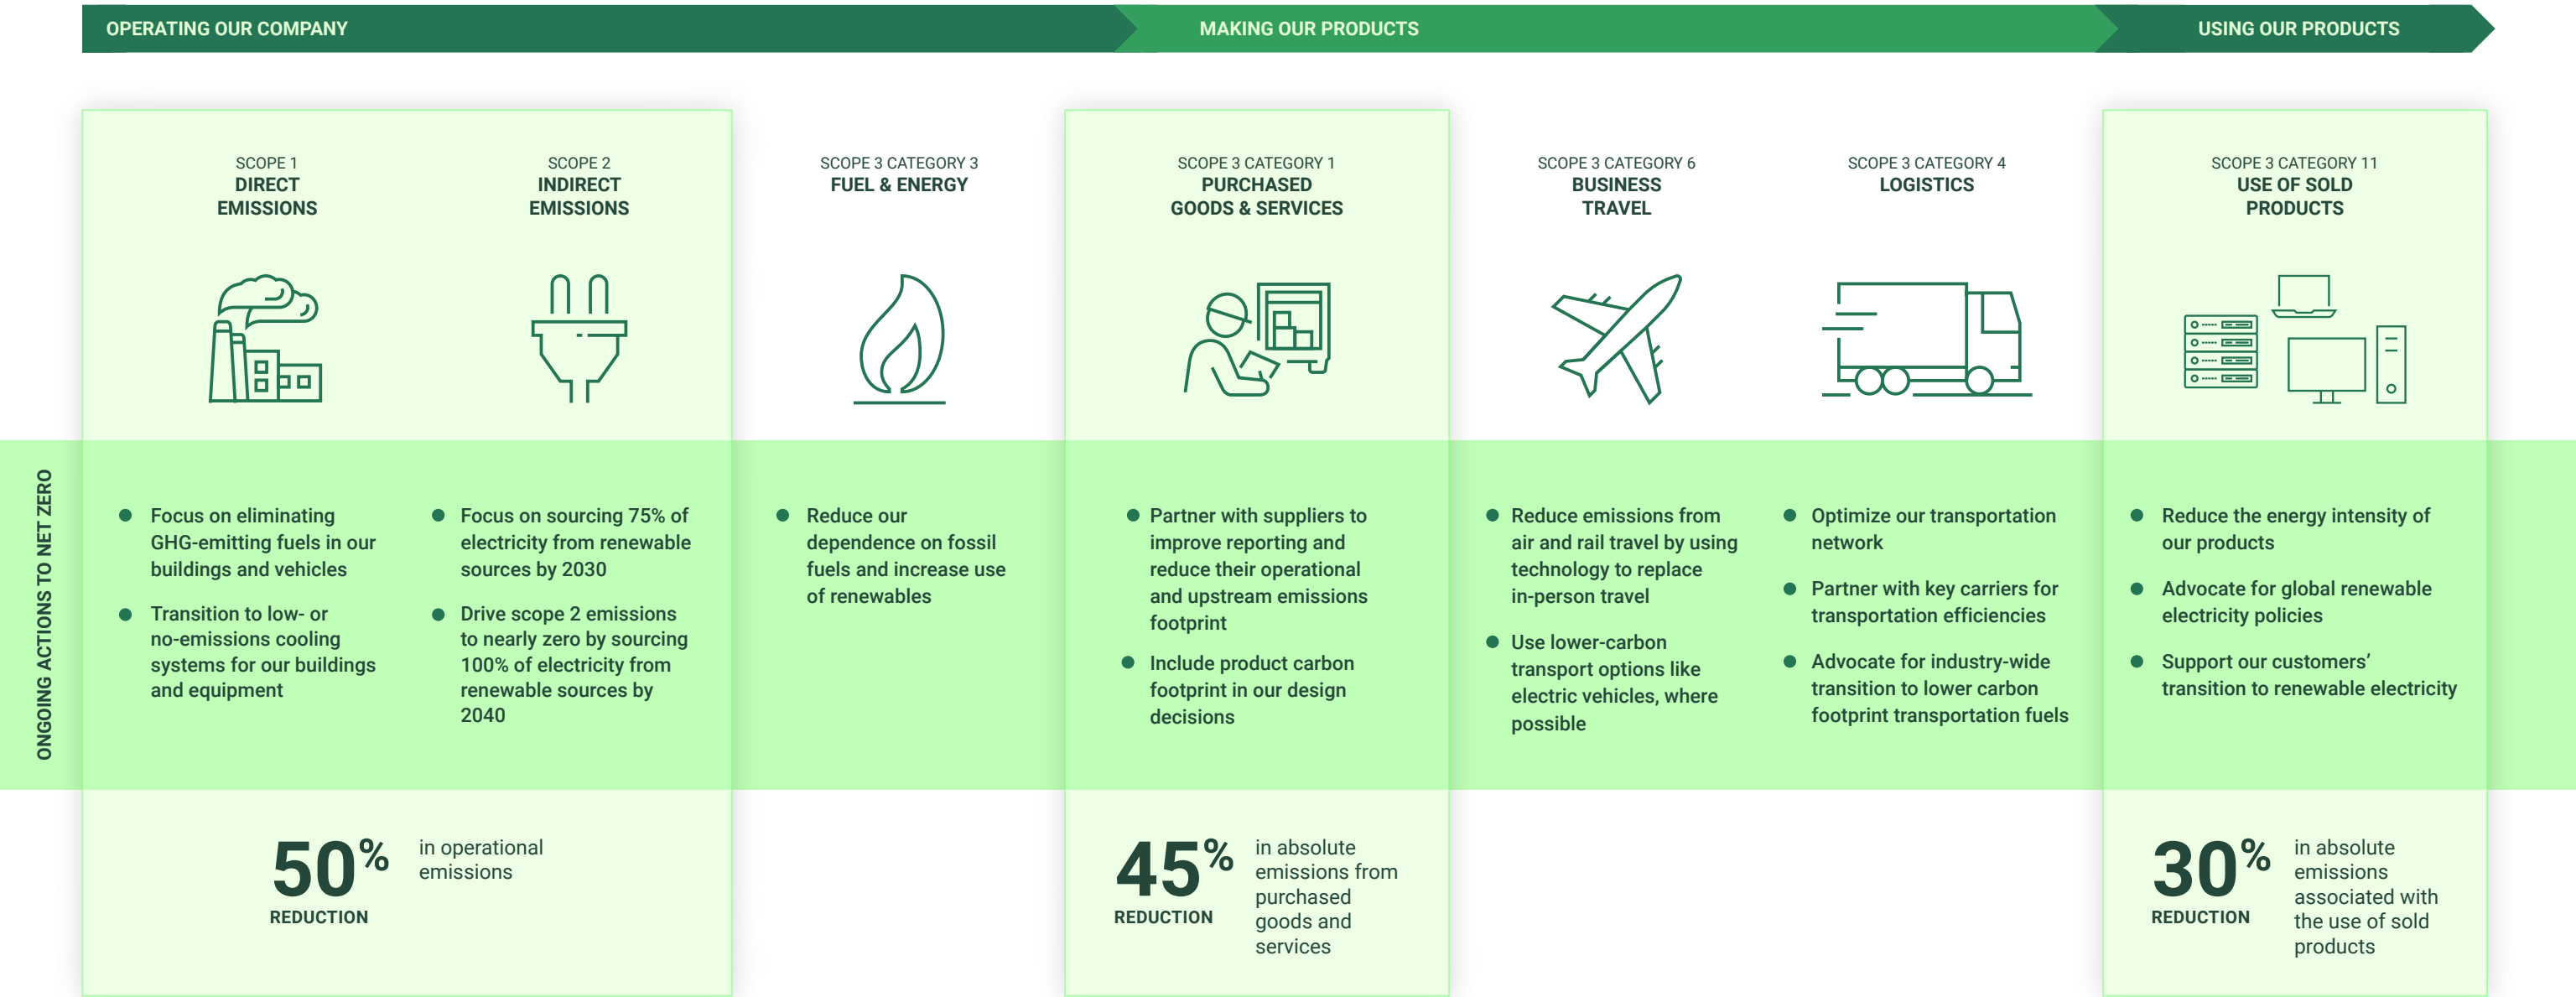 OPERATING OUR COMPANY
MAKING OUR PRODUCTS
USING OUR PRODUCTS
SCOPE 1
DIRECT
EMISSIONS
SCOPE 2
INDIRECT
EMISSIONS
SCOPE 3 CATEGORY 3
FUEL & ENERGY
SCOPE 3 CATEGORY 1
PURCHASED
GOODS & SERVICES
SCOPE 3 CATEGORY 6
BUSINESS
TRAVEL
SCOPE 3 CATEGORY 4
LOGISTICS
SCOPE 3 CATEGORY 11
USE OF SOLD
PRODUCTS
ONGOING ACTIONS TO NET ZERO
Focus on eliminating
GHG-emitting fuels in our
buildings and vehicles
Transition to low- or
no-emissions cooling
systems for our buildings
and equipment
Focus on sourcing 75% of
electricity from renewable
sources by 2030
Drive scope 2 emissions
to nearly zero by sourcing
100% of electricity from
renewable sources by
2040
Reduce our
dependence on fossil
fuels and increase use
of renewables
Partner with suppliers to
improve reporting and
reduce their operational
and upstream emissions
footprint
Include product carbon
footprint in our design
decisions
Reduce emissions from
air and rail travel by using
technology to replace
in-person travel
Use lower-carbon
transport options like
electric vehicles, where
possible
Optimize our transportation
network
Partner with key carriers for
transportation efficiencies
Advocate for industry-wide
transition to lower carbon
footprint transportation fuels
Reduce the energy intensity of
our products
Advocate for global renewable
electricity policies
Support our customers’
transition to renewable electricity
50%
REDUCTION
in operational
emissions
45%
REDUCTION
in absolute
emissions from
purchased
goods and
services
30%
REDUCTION
in absolute
emissions
associated with
the use of sold
products